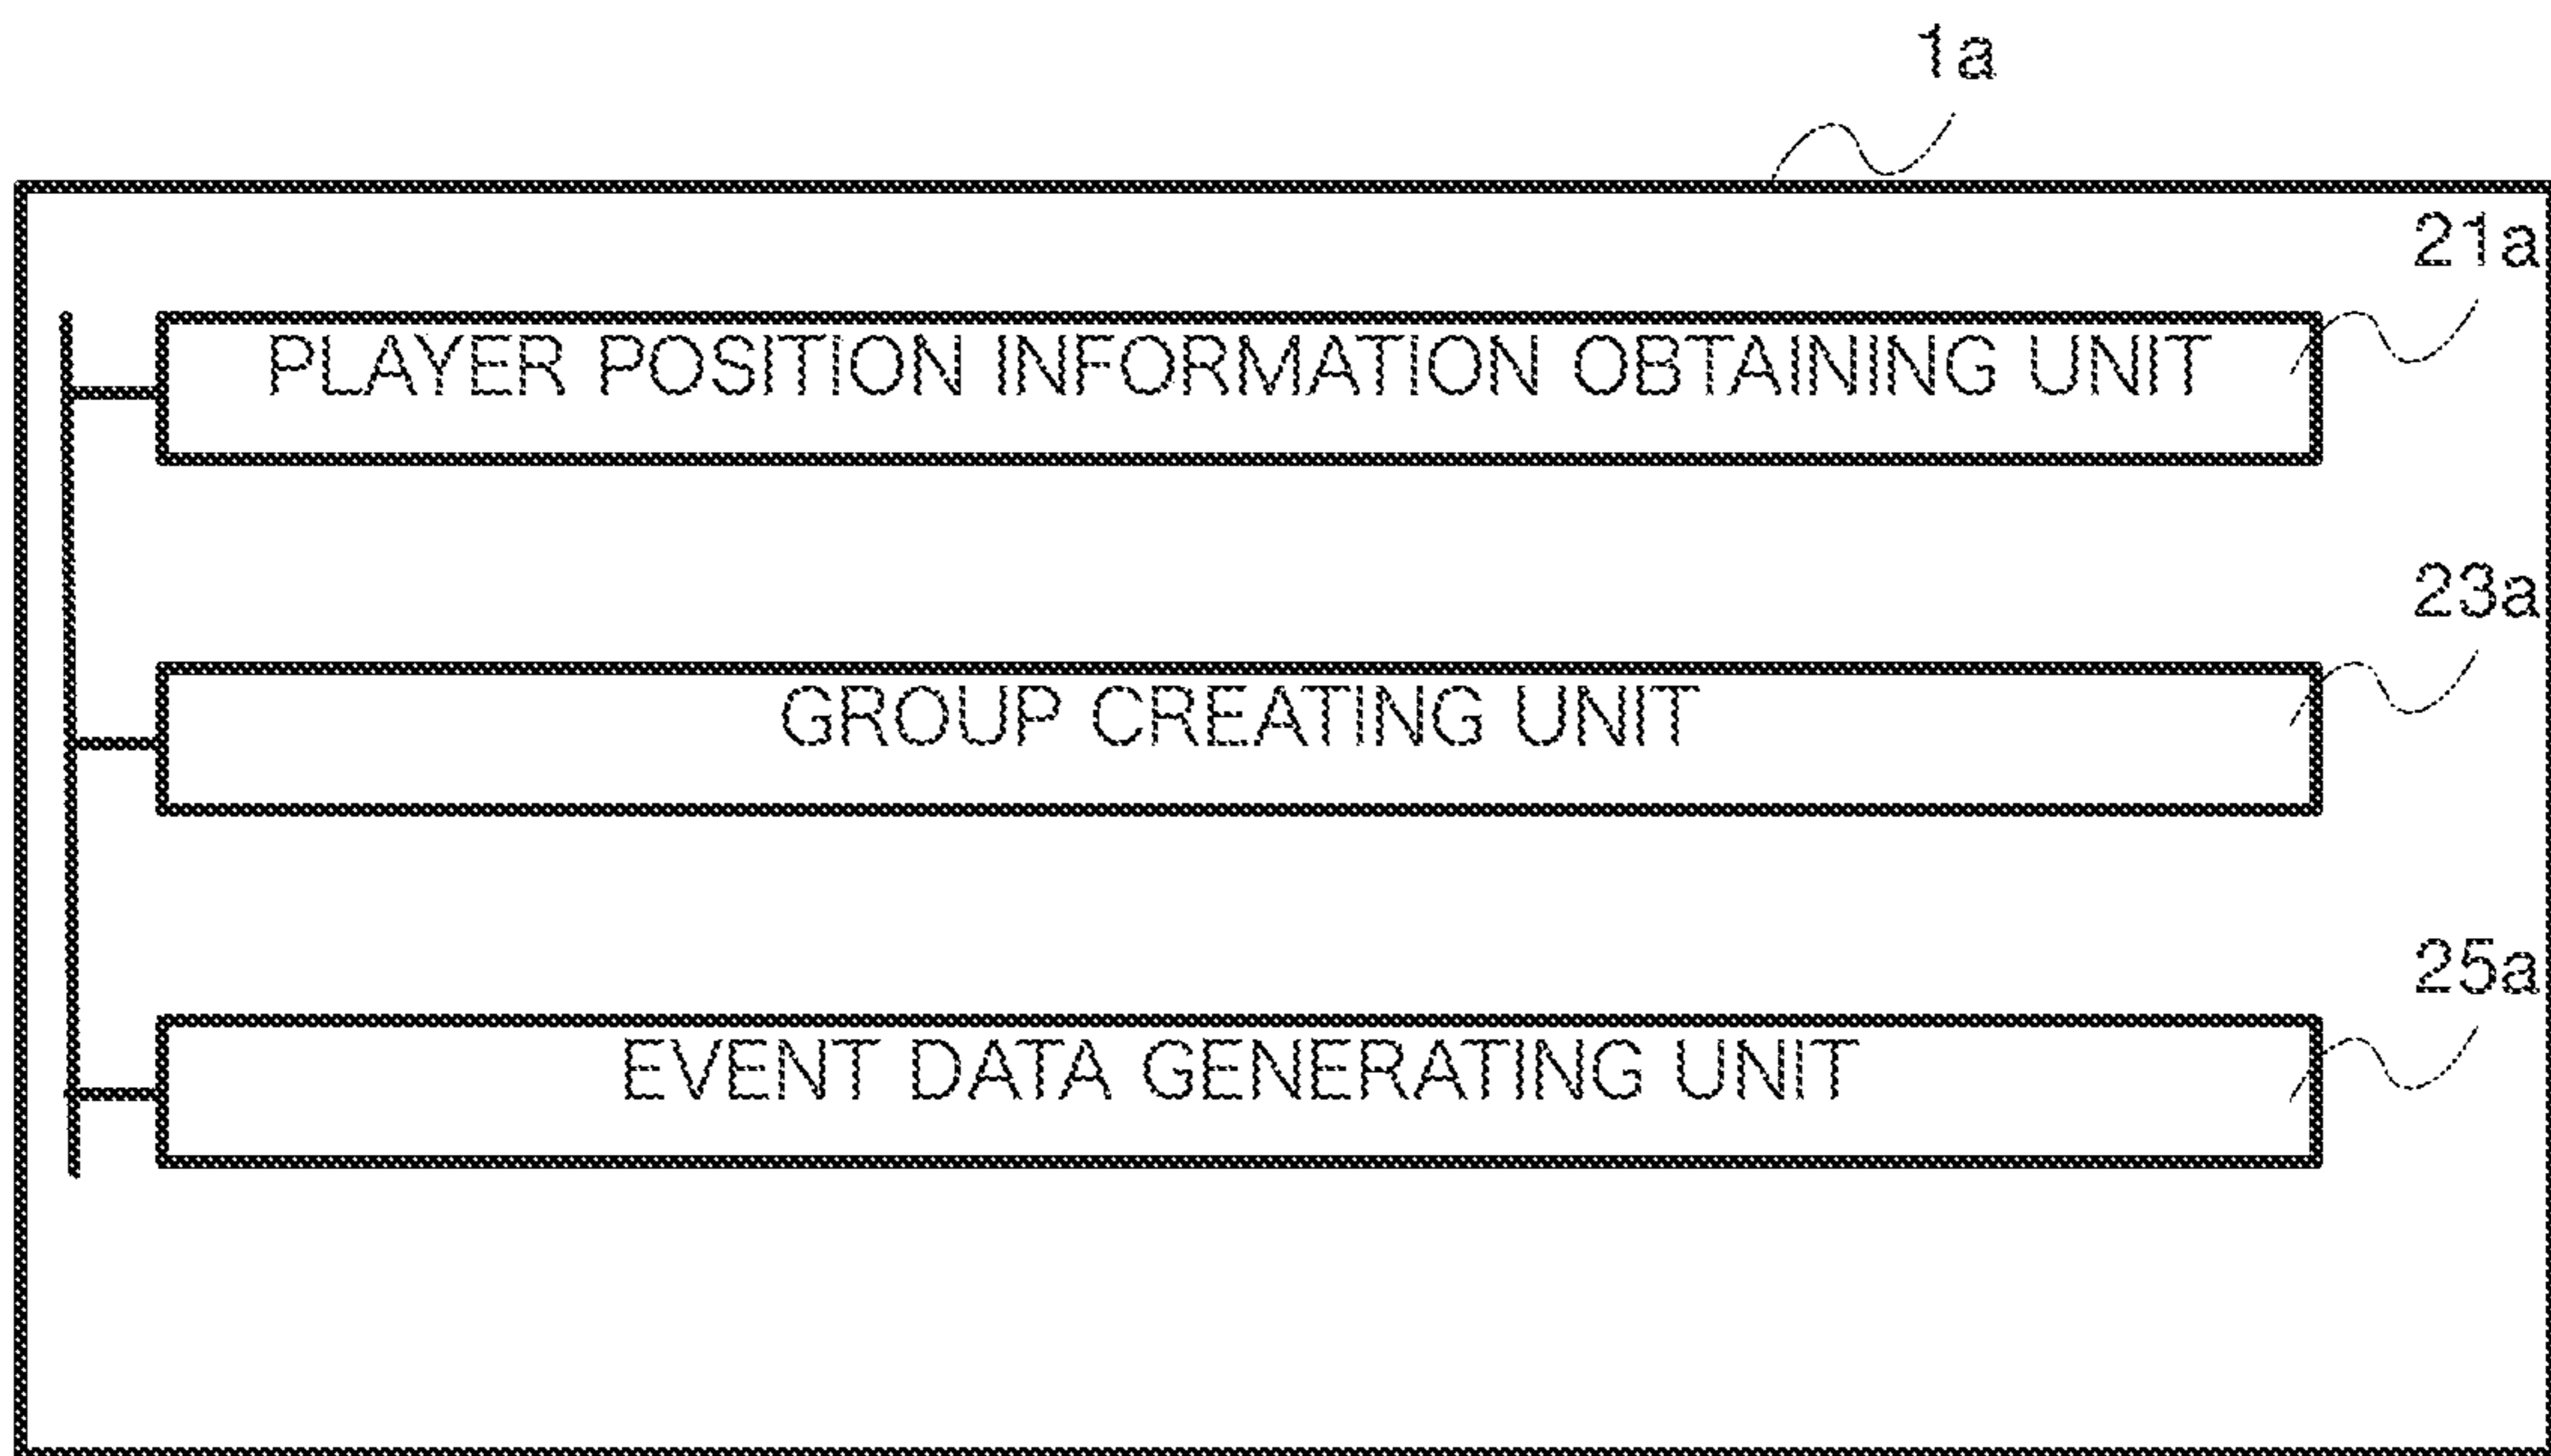 1a
21a
PLAYER POSITION INFORMATION OBTAINING UNIT
23a
GROUP CREATING UNIT
25a
EVENT DATA GENERATING UNIT